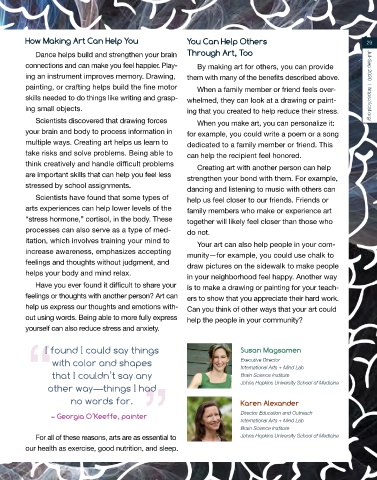 How Making Art Can Help You
Dance helps build and strengthen your brain
connections and can make you feel happier. Play-
ing an instrument improves memory. Drawing,
painting, or crafting helps build the fine motor
skills needed to do things like writing and grasp-
ing small objects.
Scientists discovered that drawing forces
your brain and body to process information in
multiple ways. Creating art helps us learn to
take risks and solve problems. Being able to
think creatively and handle difficult problems
are important skills that can help you feel less
stressed by school assignments.
Scientists have found that some types of
arts experiences can help lower levels of the
“stress hormone,” cortisol, in the body. These
processes can also serve as a type of med-
itation, which involves training your mind to
increase awareness, emphasizes accepting
feelings and thoughts without judgment, and
helps your body and mind relax.
Have you ever found it difficult to share your
feelings or thoughts with another person? Art can
help us express our thoughts and emotions with-
out using words. Being able to more fully express
yourself can also reduce stress and anxiety.
“I found I could say things
with color and shapes
that I couldn't say any
other way—things I had
no words for.”
– Georgia O'Keeffe, painter
For all of these reasons, arts are as essential to
our health as exercise, good nutrition, and sleep.
You Can Help Others
Through Art, Too
By making art for others, you can provide
them with many of the benefits described above.
When a family member or friend feels over-
whelmed, they can look at a drawing or paint-
ing that you created to help reduce their stress.
When you make art, you can personalize it:
for example, you could write a poem or a song
dedicated to a family member or friend. This
can help the recipient feel honored.
Creating art with another person can help
strengthen your bond with them. For example,
dancing and listening to music with others can
help us feel closer to our friends. Friends or
family members who make or experience art
together will likely feel closer than those who
do not.
Your art can also help people in your com-
munity—for example, you could use chalk to
draw pictures on the sidewalk to make people
in your neighborhood feel happy. Another way
is to make a drawing or painting for your teach-
ers to show that you appreciate their hard work.
Can you think of other ways that your art could
help the people in your community?
Susan Magsamen
Executive Director
International Arts + Mind Lab
Brain Science Institute
Johns Hopkins University School of Medicine
Karen Alexander
Director, Education and Outreach
International Arts + Mind Lab
Brain Science Institute
Johns Hopkins University School of Medicine
29